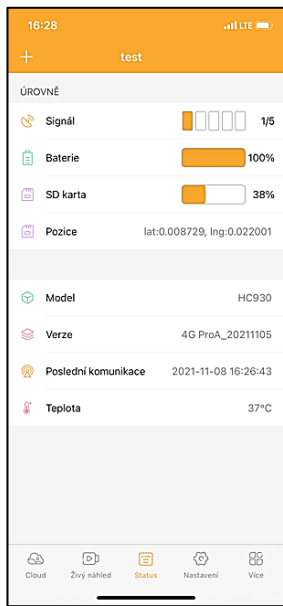 16:28 LTE
+ test
ÚROVNĚ
Signál 1/5
Baterie 100%
SD karta 38%
Pozice lat:0.008729, lng:0.022001
Model HC930
Verze 4G ProA_20211105
Poslední komunikace 2021-11-08 16:26:43
Teplota 37°C
Cloud Živý náhled Status Nastavení Více